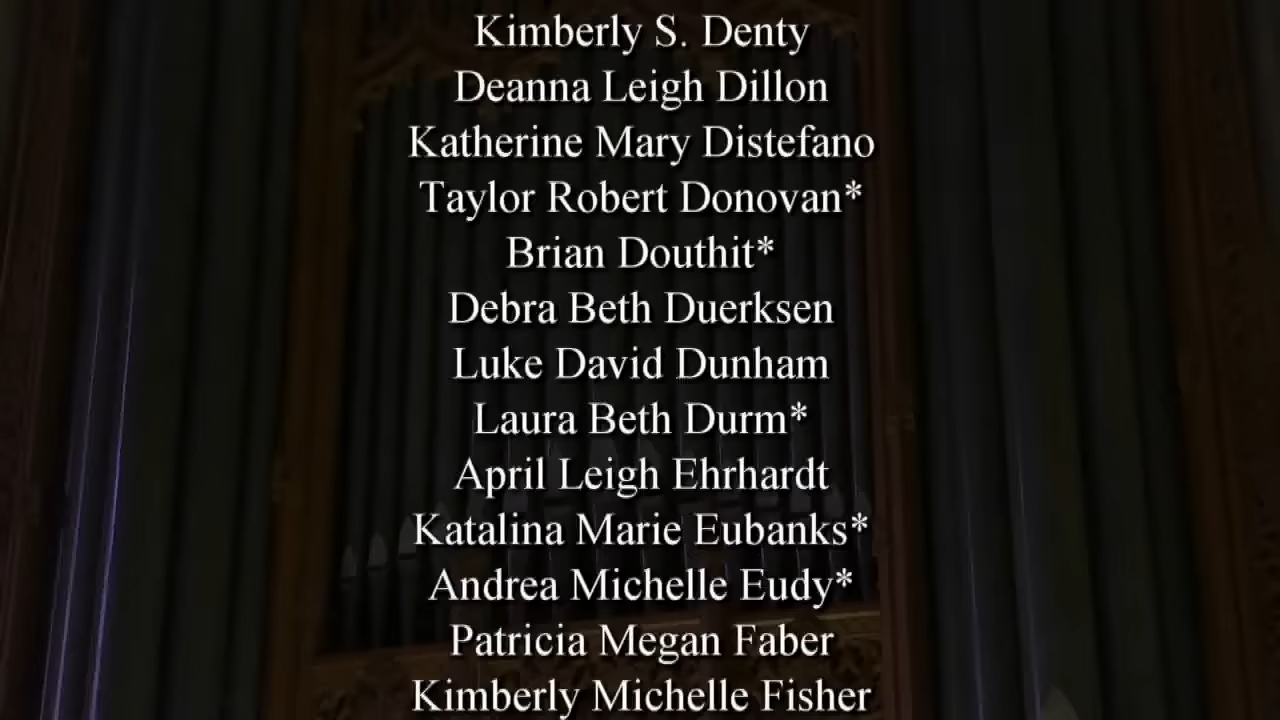 Kimberly S. Denty
Deanna Leigh Dillon
Katherine Mary Distefano
Taylor Robert Donovan*
Brian Douthit*
Debra Beth Duerksen
Luke David Dunham
Laura Beth Durm*
April Leigh Ehrhardt
Katalina Marie Eubanks*
Andrea Michelle Eudy*
Patricia Megan Faber
Kimberly Michelle Fisher